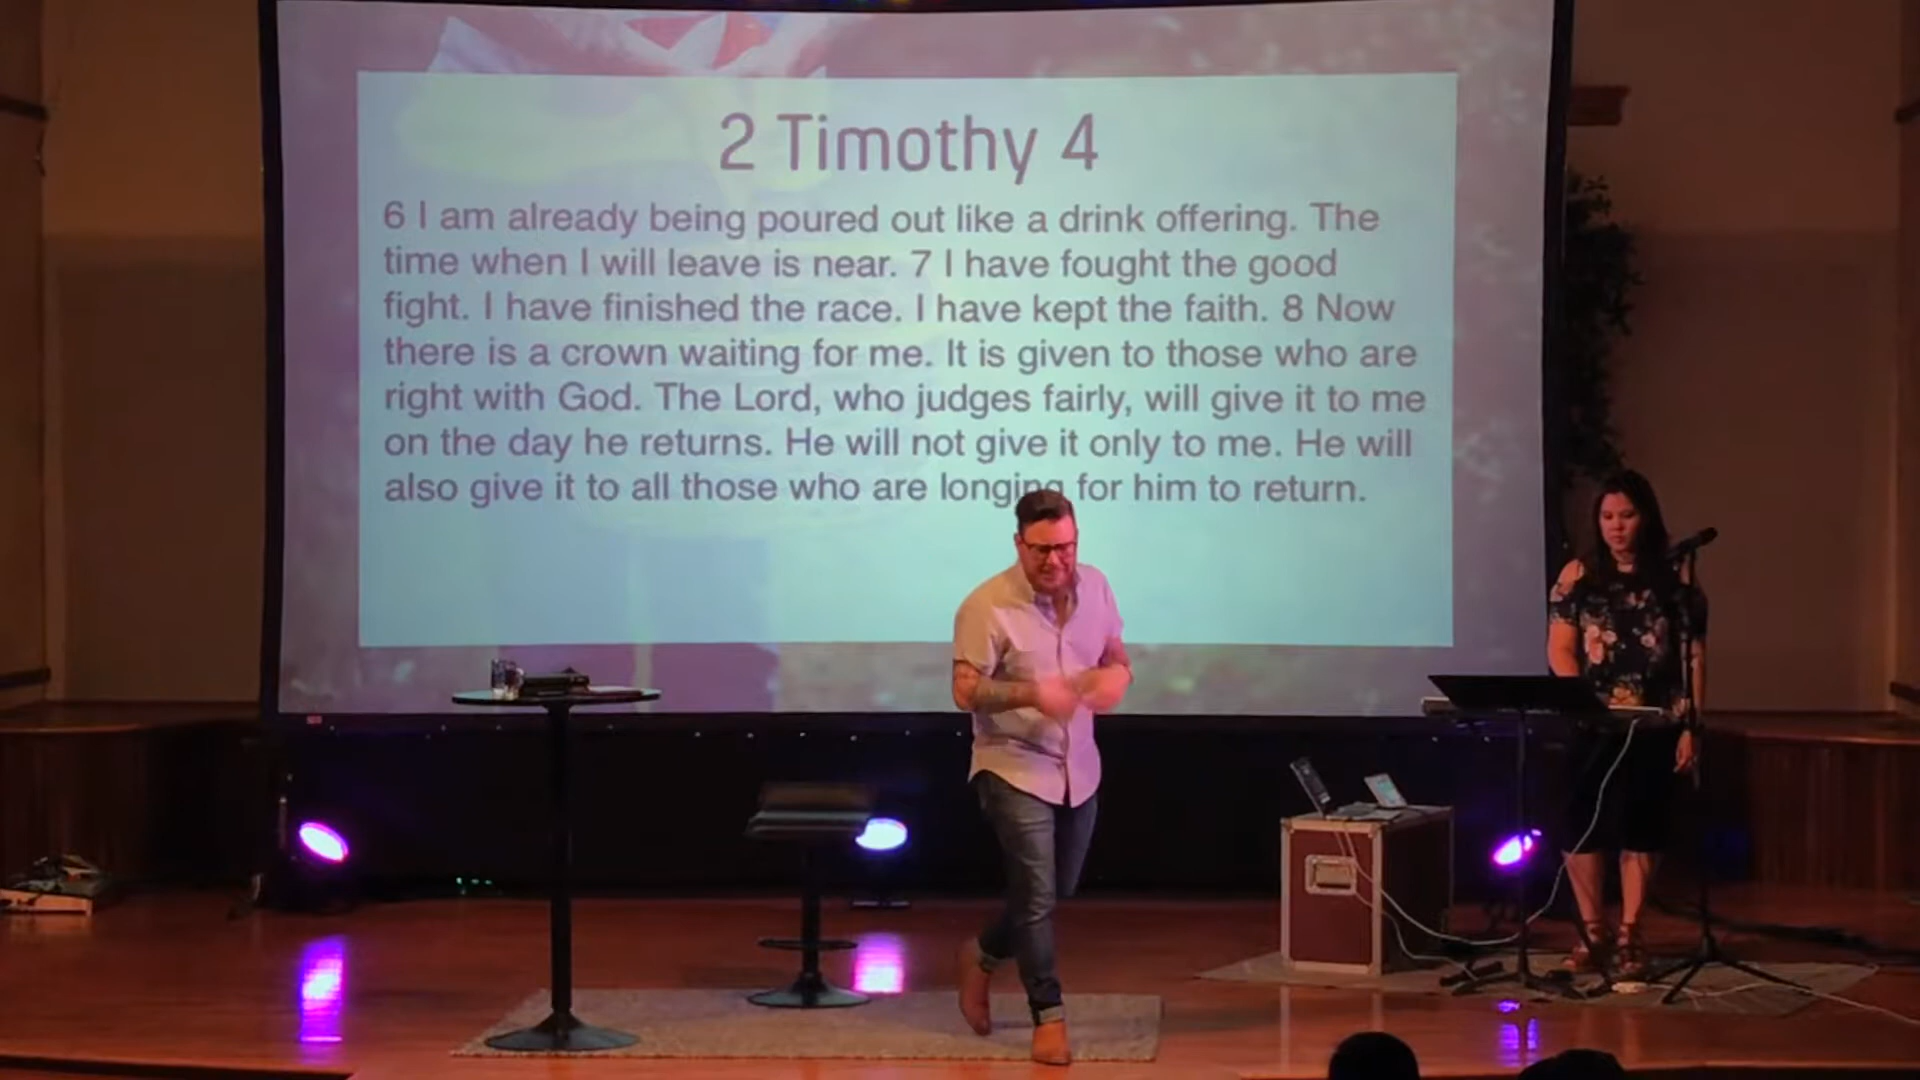 2 Timothy 4
6 I am already being poured out like a drink offering. The
time when I will leave is near. 7 I have fought the good
fight. I have finished the race. I have kept the faith. 8 Now
there is a crown waiting for me. It is given to those who are
right with God. The Lord, who judges fairly, will give it to me
on the day he returns. He will not give it only to me. He will
also give it to all those who are longing for him to return.